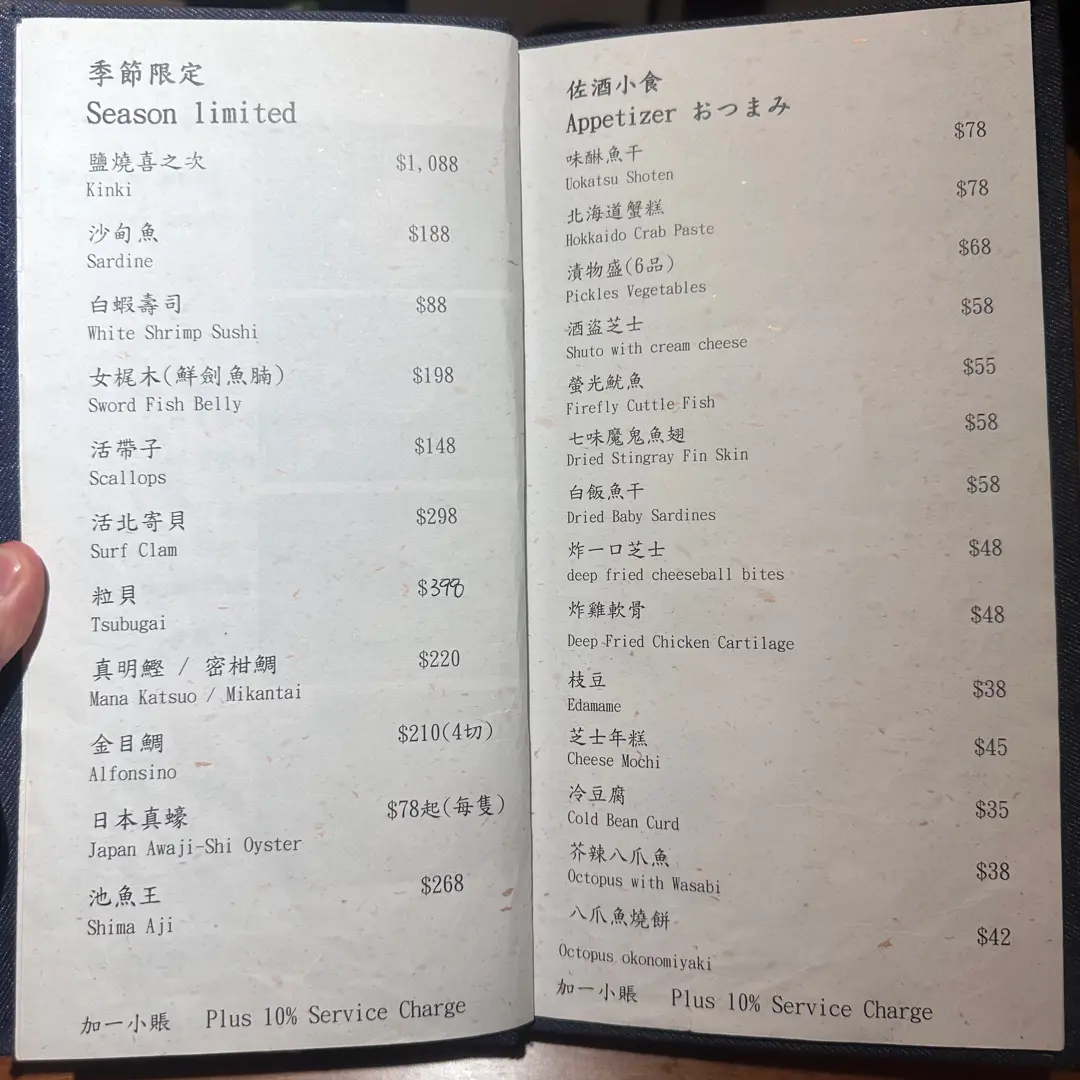 季節限定
Season limited
鹽燒喜之次 $1,088
Kinki
沙甸魚 $188
Sardine
白蝦壽司 $88
White Shrimp Sushi
女梶木(鮮劍魚腩) $198
Sword Fish Belly
活帶子 $148
Scallops
活北寄貝 $298
Surf Clam
粒貝 $398
Tsubugai
真明鰹 / 密柑鯛 $220
Mana Katsuo / Mikantai
金目鯛 $210(4切)
Alfonsino
日本真蠔 $78起(每隻)
Japan Awaji-Shi Oyster
池魚王 $268
Shima Aji
加一小賬 Plus 10% Service Charge
佐酒小食
Appetizer おつまみ
味醂魚干 $78
Uokatsu Shoten
北海道蟹糕 $78
Hokkaido Crab Paste
漬物盛(6品) $68
Pickles Vegetables
酒盜芝士 $58
Shuto with cream cheese
螢光魷魚 $55
Firefly Cuttle Fish
七味魔鬼魚翅 $58
Dried Stingray Fin Skin
白飯魚干 $58
Dried Baby Sardines
炸一口芝士 $48
deep fried cheeseball bites
炸雞軟骨 $48
Deep Fried Chicken Cartilage
枝豆 $38
Edamame
芝士年糕 $45
Cheese Mochi
冷豆腐 $35
Cold Bean Curd
芥辣八爪魚 $38
Octopus with Wasabi
八爪魚燒餅 $42
Octopus okonomiyaki
加一小賬 Plus 10% Service Charge